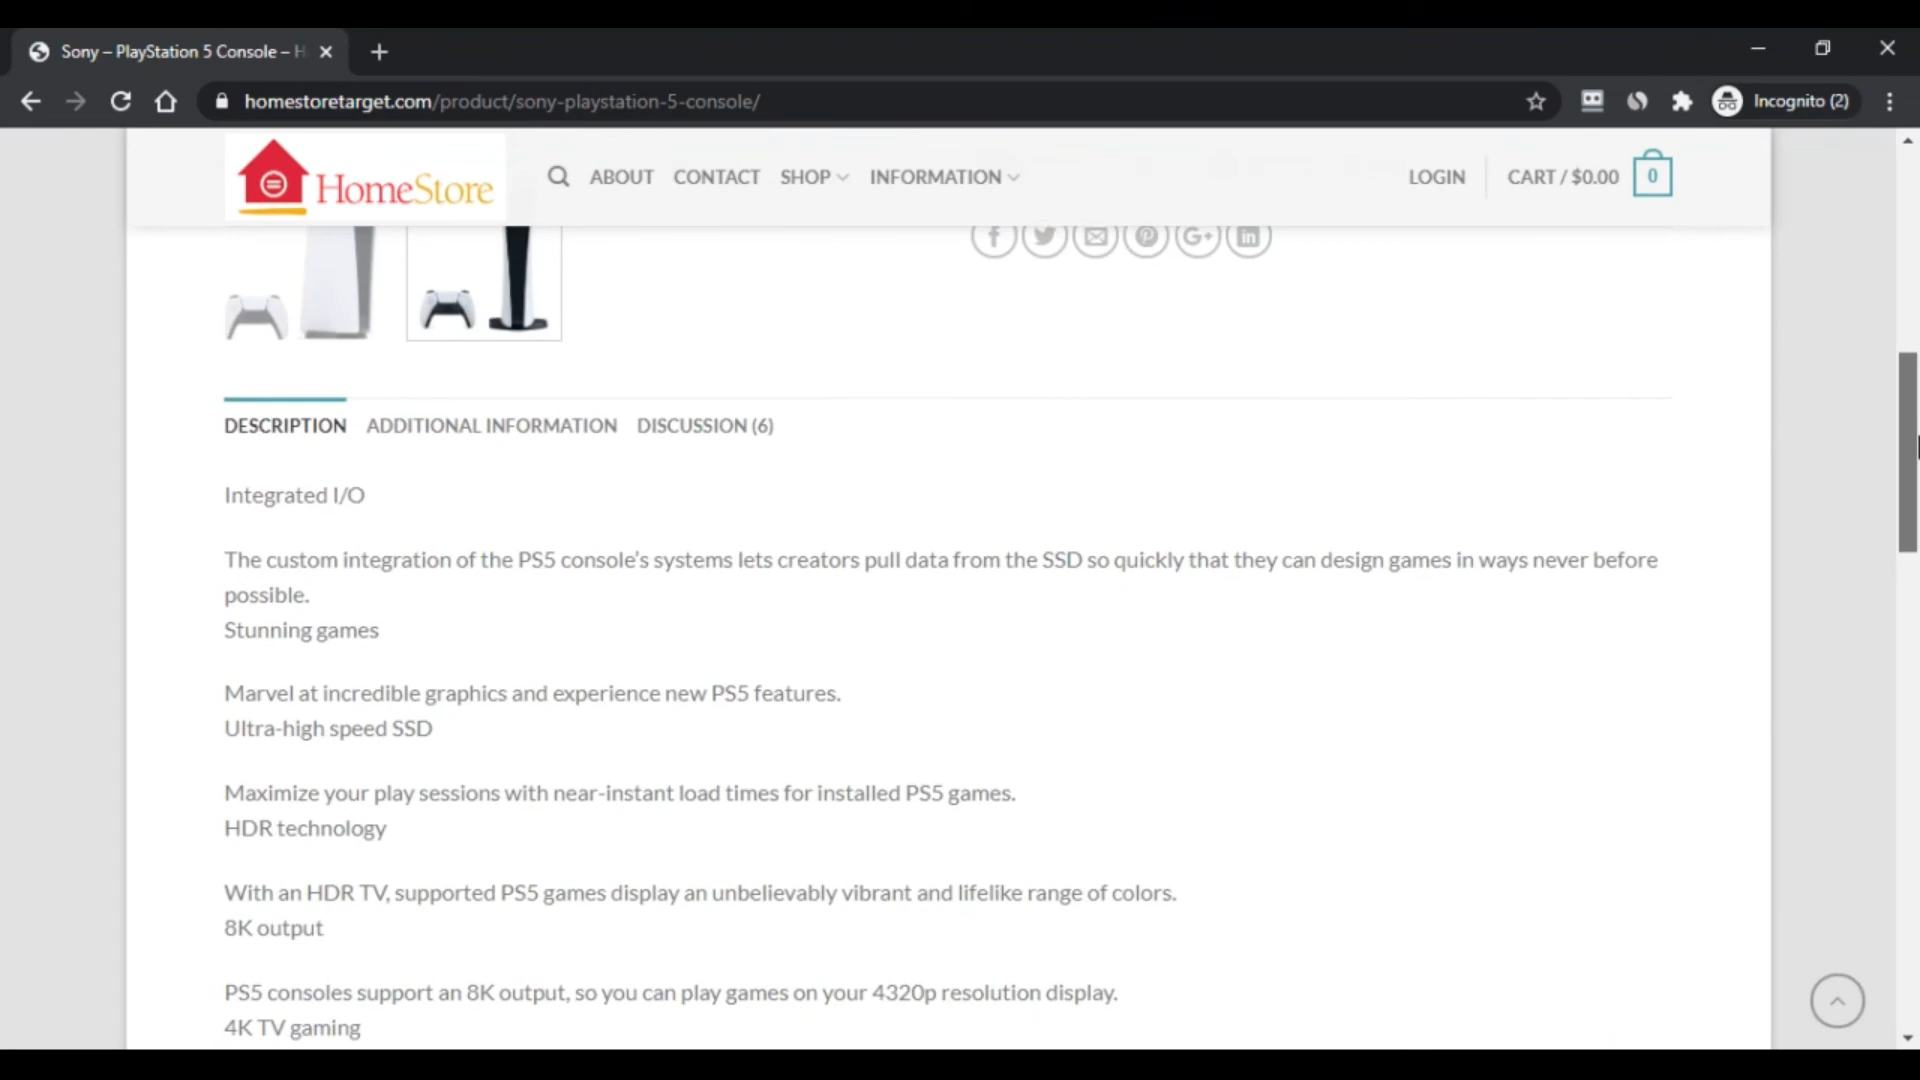 Sony – PlayStation 5 Console – H
homestoretarget.com/product/sony-playstation-5-console/
Incognito (2)
HomeStore
ABOUT
CONTACT
SHOP
INFORMATION
LOGIN
CART / $0.00
0
DESCRIPTION
ADDITIONAL INFORMATION
DISCUSSION (6)
Integrated I/O
The custom integration of the PS5 console’s systems lets creators pull data from the SSD so quickly that they can design games in ways never before
possible.
Stunning games
Marvel at incredible graphics and experience new PS5 features.
Ultra-high speed SSD
Maximize your play sessions with near-instant load times for installed PS5 games.
HDR technology
With an HDR TV, supported PS5 games display an unbelievably vibrant and lifelike range of colors.
8K output
PS5 consoles support an 8K output, so you can play games on your 4320p resolution display.
4K TV gaming